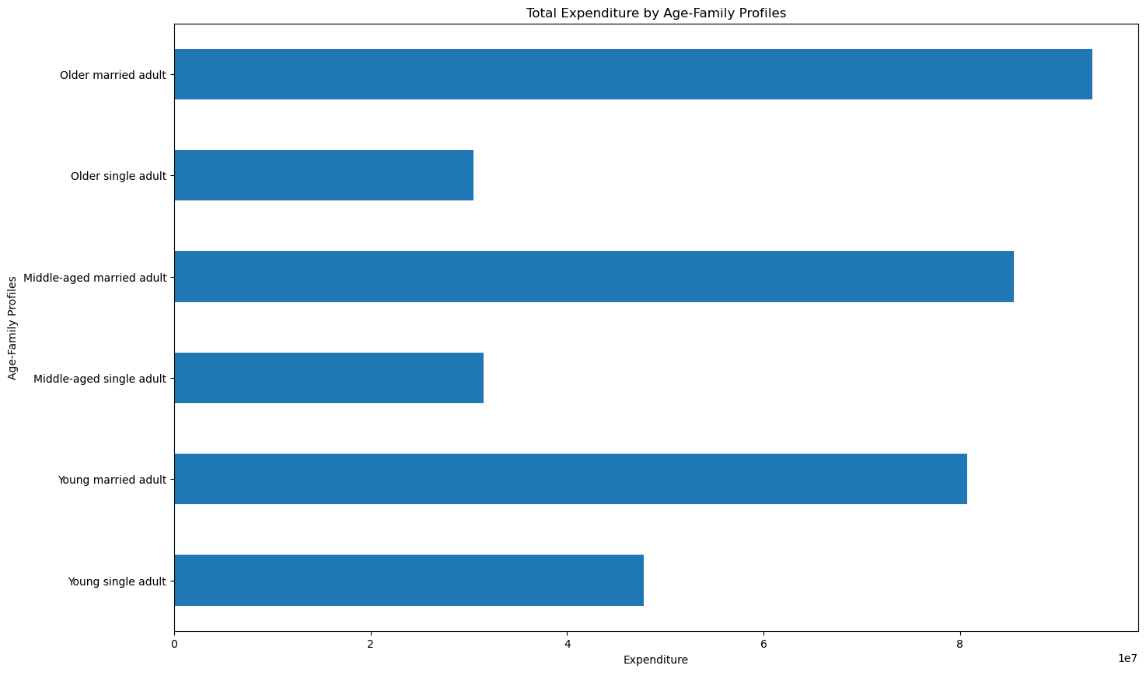 Total Expenditure by Age-Family Profiles
Older married adult
Older single adult
Middle-aged married adult
Middle-aged single adult
Young married adult
Young single adult
Age-Family Profiles
0 2 4 6 8
1e7
Expenditure